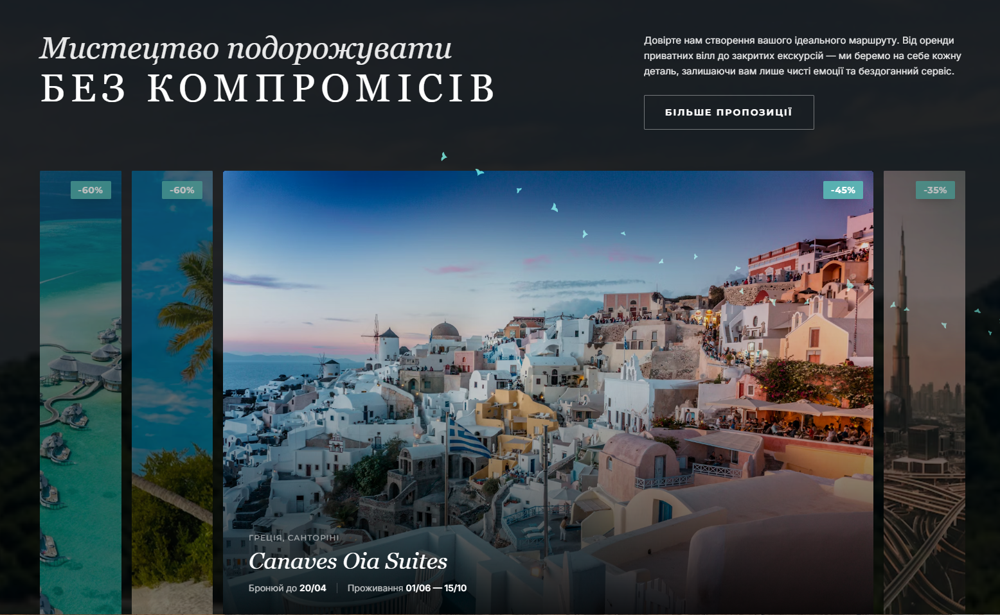 Мистецтво подорожувати
БЕЗ КОМПРОМІСІВ
Довірте нам створення вашого ідеального маршруту. Від оренди
приватних вілл до закритих екскурсій — ми беремо на себе кожну
деталь, залишаючи вам лише чисті емоції та бездоганний сервіс.
БІЛЬШЕ ПРОПОЗИЦІЇ
-60%
-60%
-45%
-35%
ГРЕЦІЯ, САНТОРІНІ
Canaves Oia Suites
Бронюй до 20/04 Проживання 01/06 — 15/10